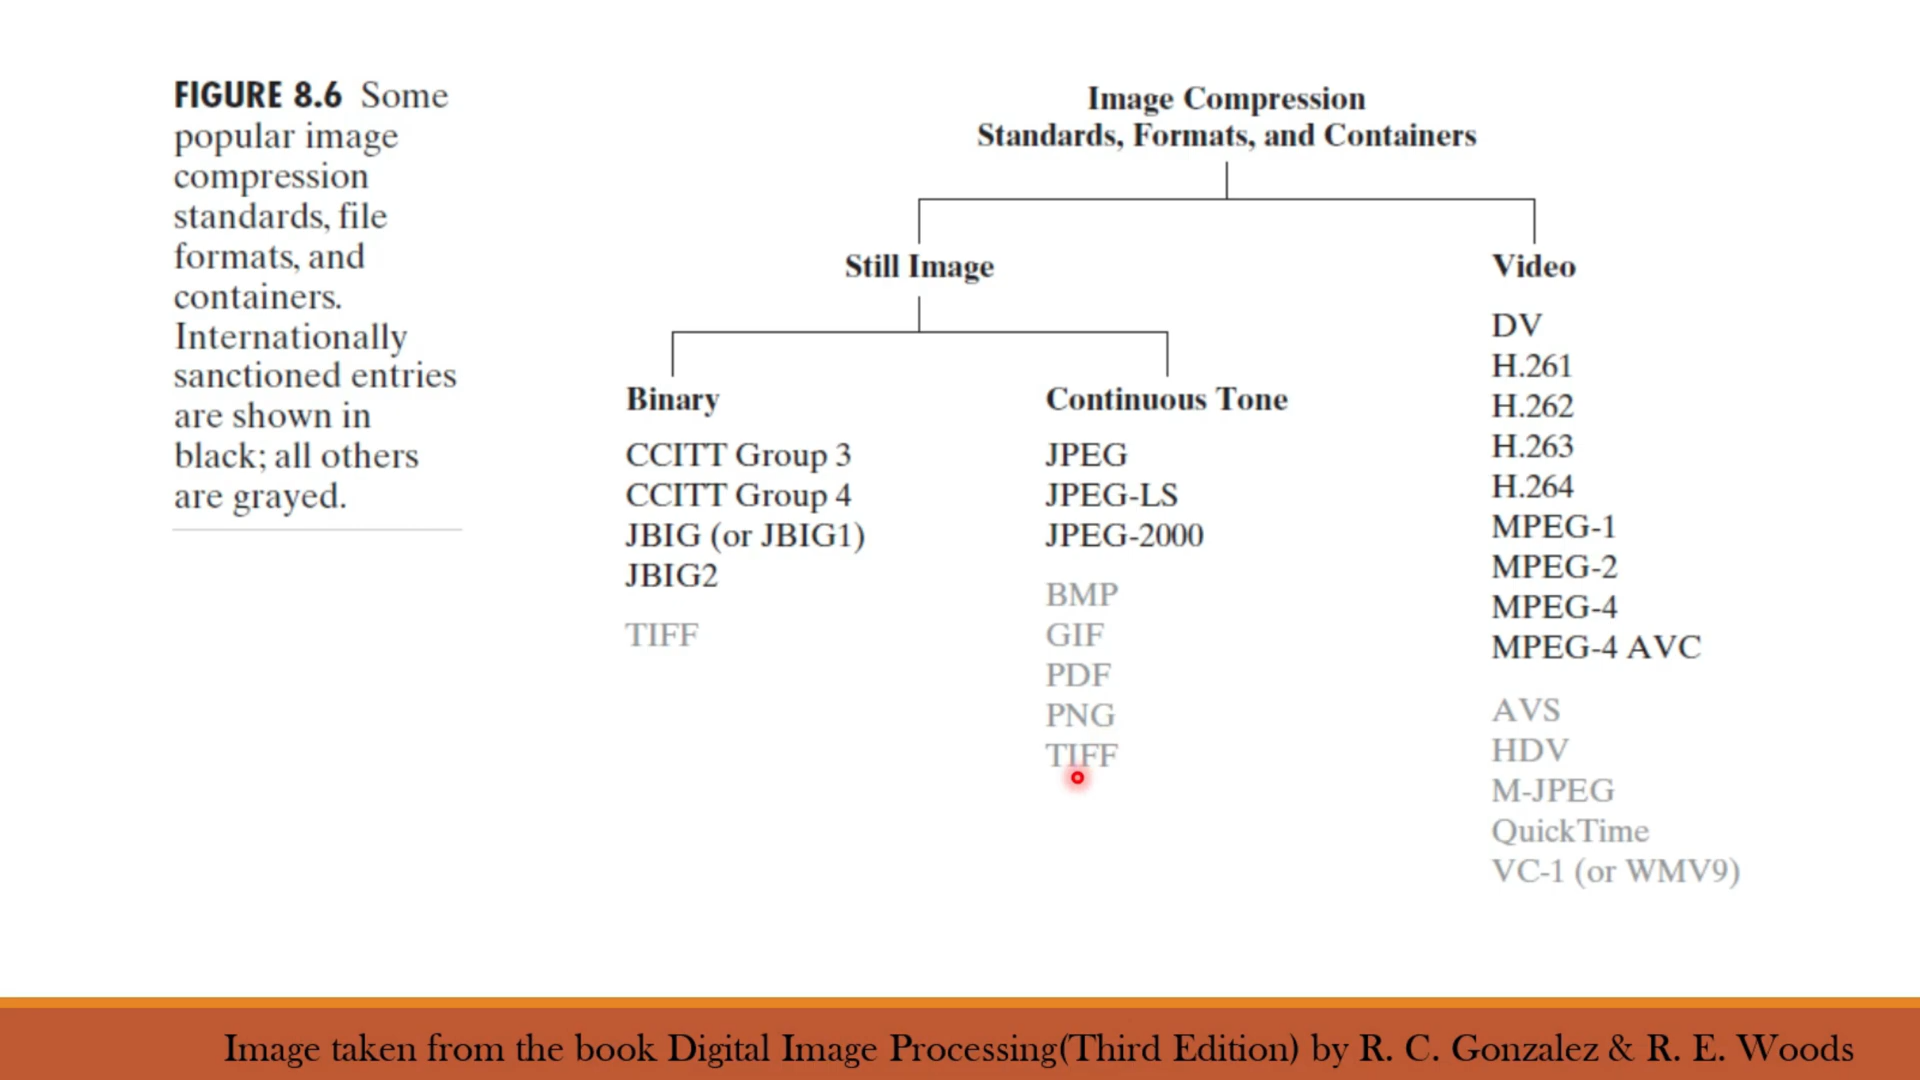 FIGURE 8.6 Some
popular image
compression
standards, file
formats, and
containers.
Internationally
sanctioned entries
are shown in
black; all others
are grayed.
Image Compression
Standards, Formats, and Containers
Still Image
Video
Binary
CCITT Group 3
CCITT Group 4
JBIG (or JBIG1)
JBIG2
TIFF
Continuous Tone
JPEG
JPEG-LS
JPEG-2000
BMP
GIF
PDF
PNG
TIFF
DV
H.261
H.262
H.263
H.264
MPEG-1
MPEG-2
MPEG-4
MPEG-4 AVC
AVS
HDV
M-JPEG
QuickTime
VC-1 (or WMV9)
Image taken from the book Digital Image Processing(Third Edition) by R. C. Gonzalez & R. E. Woods